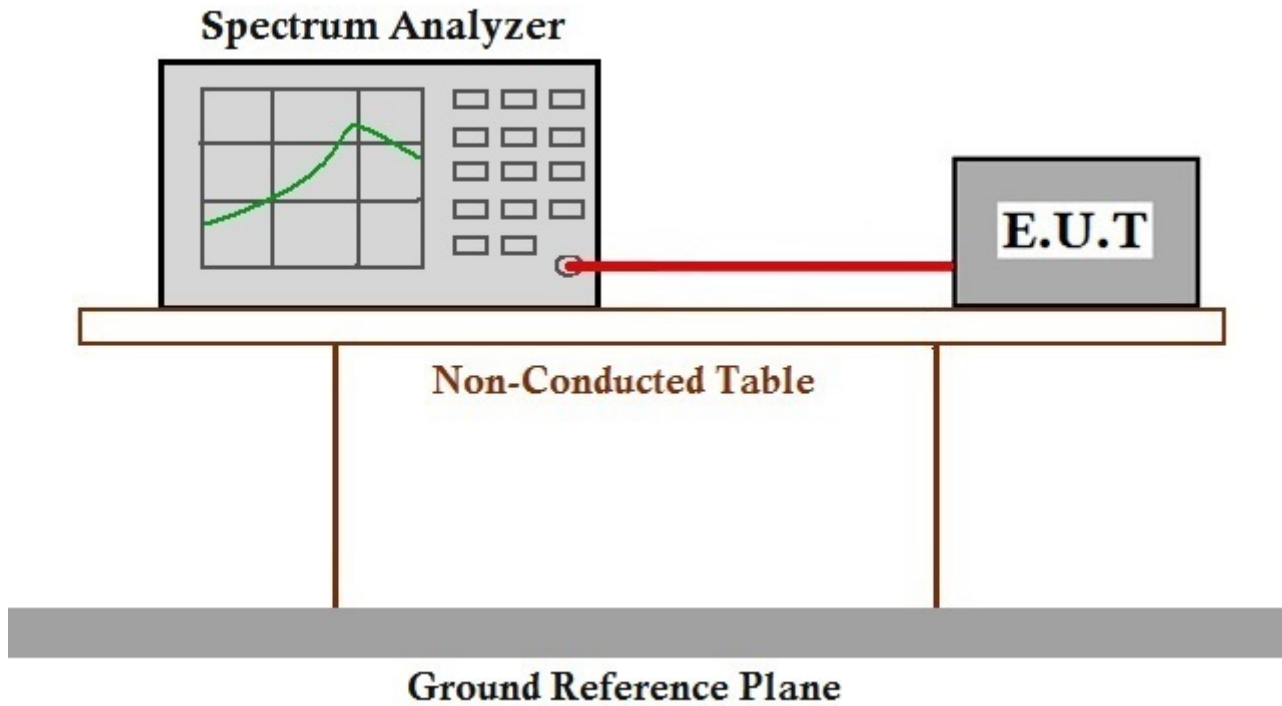 Spectrum Analyzer
E.U.T
Non-Conducted Table
Ground Reference Plane